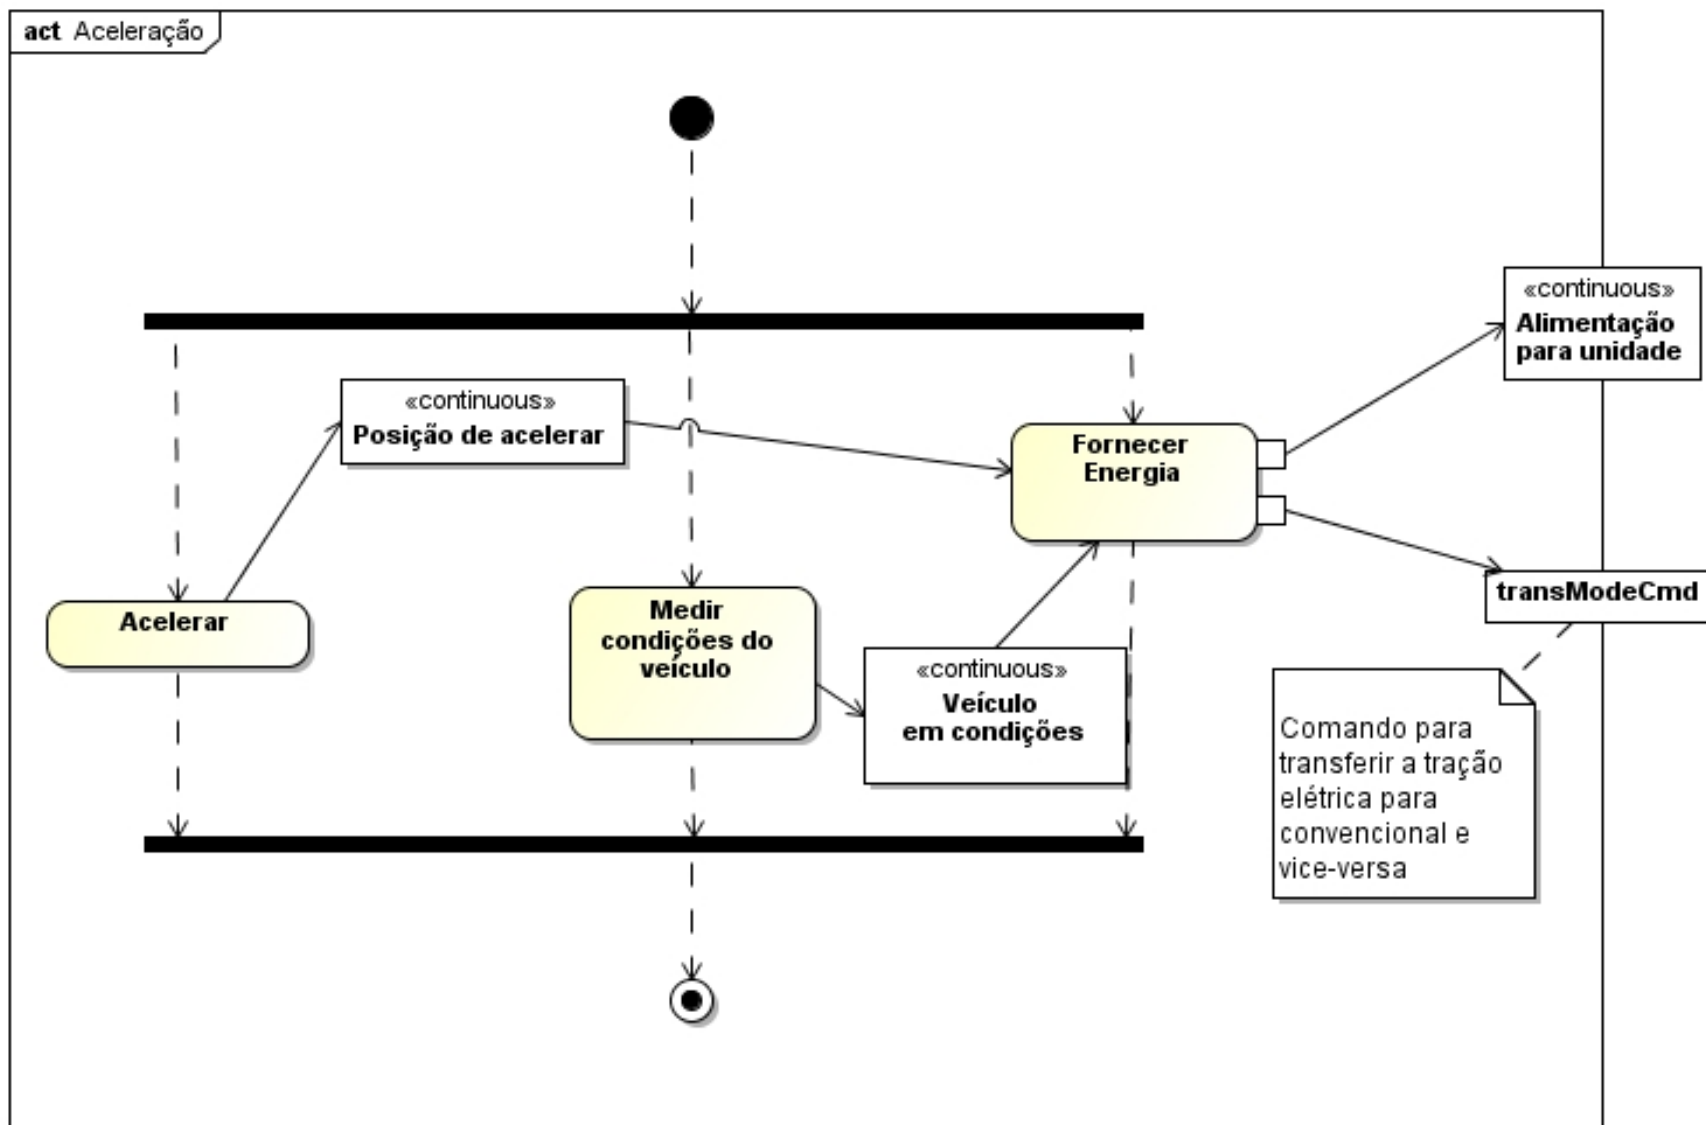 act Aceleração
«continuous»
Alimentação
para unidade
«continuous»
Posição de acelerar
Fornecer
Energia
transModeCmd
Acelerar
Medir
condições do
veículo
«continuous»
Veículo
em condições
Comando para
transferir a tração
elétrica para
convencional e
vice-versa